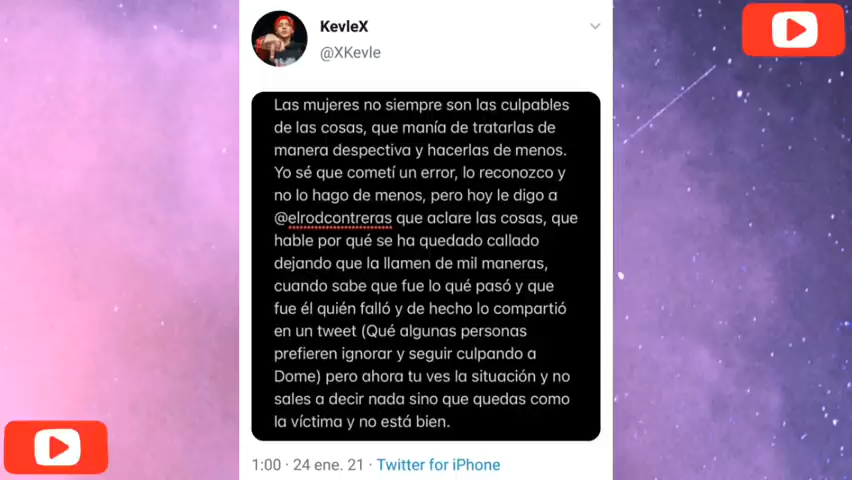 KevleX
@XKevle
Las mujeres no siempre son las culpables
de las cosas, que manía de tratarlas de
manera despectiva y hacerlas de menos.
Yo sé que cometí un error, lo reconozco y
no lo hago de menos, pero hoy le digo a
@elrodcontreras que aclare las cosas, que
hable por qué se ha quedado callado
dejando que la llamen de mil maneras,
cuando sabe que fue lo qué pasó y que
fue él quién falló y de hecho lo compartió
en un tweet (Qué algunas personas
prefieren ignorar y seguir culpando a
Dome) pero ahora tu ves la situación y no
sales a decir nada sino que quedas como
la víctima y no está bien.
1:00 · 24 ene. 21 · Twitter for iPhone